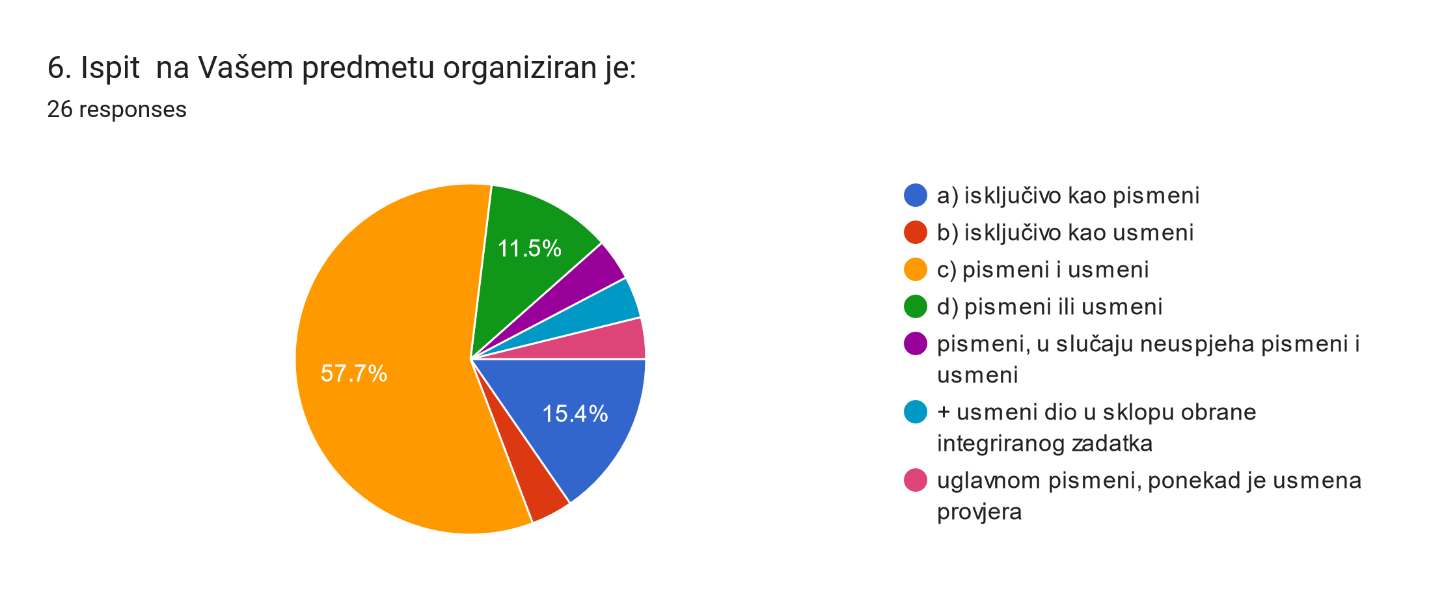 6. Ispit  na Vašem predmetu organiziran je:
26 responses
11.5%
57.7%
15.4%
a) isključivo kao pismeni
b) isključivo kao usmeni
c) pismeni i usmeni
d) pismeni ili usmeni
pismeni, u slučaju neuspjeha pismeni i
usmeni
+ usmeni dio u sklopu obrane
integriranog zadatka
uglavnom pismeni, ponekad je usmena
provjera